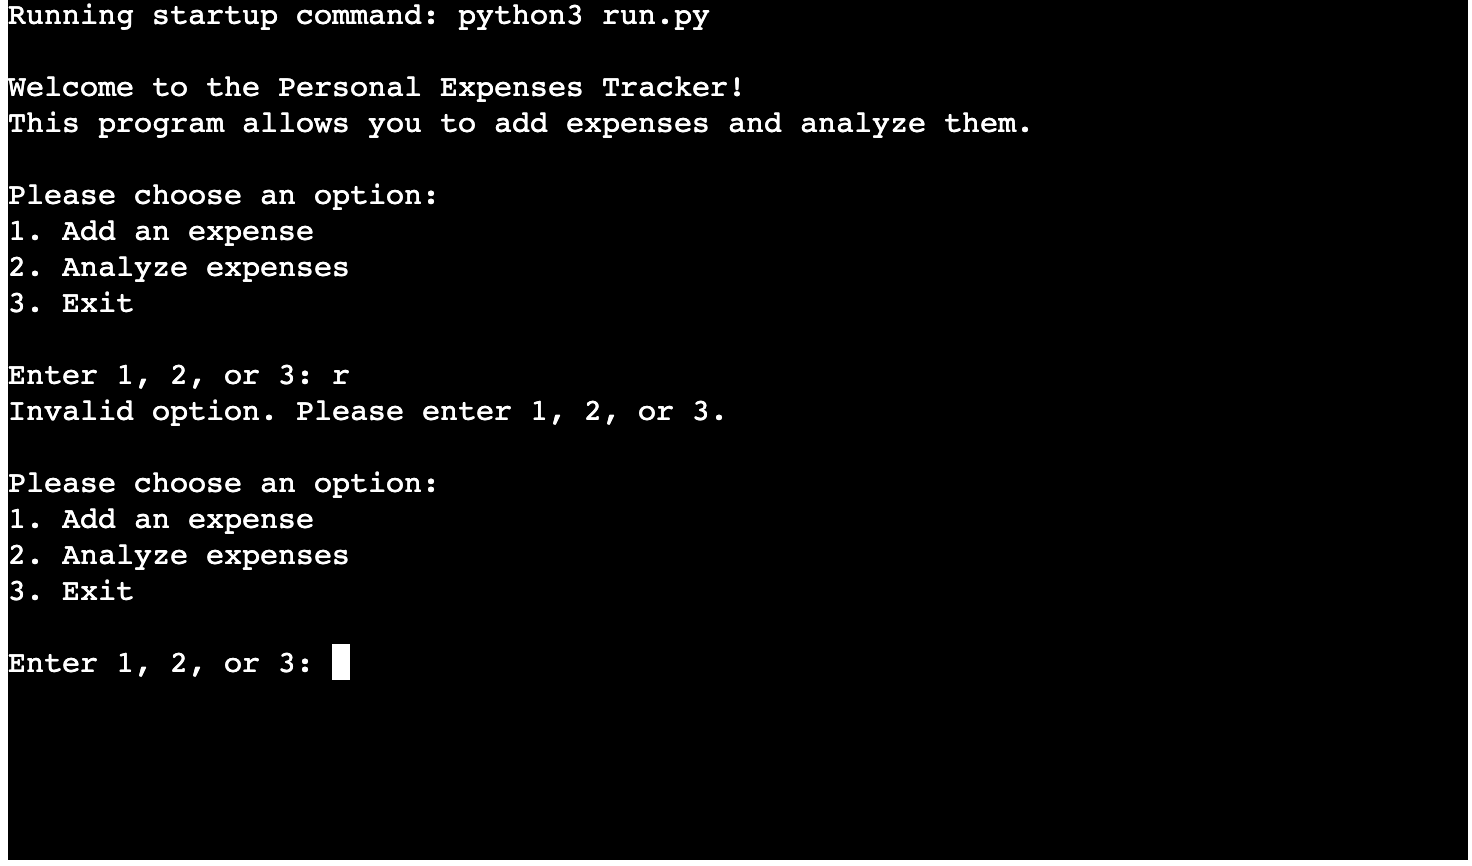 Running startup command: python3 run.py
Welcome to the Personal Expenses Tracker!
This program allows you to add expenses and analyze them.
Please choose an option:
1. Add an expense
2. Analyze expenses
3. Exit
Enter 1, 2, or 3: r
Invalid option. Please enter 1, 2, or 3.
Please choose an option:
1. Add an expense
2. Analyze expenses
3. Exit
Enter 1, 2, or 3: